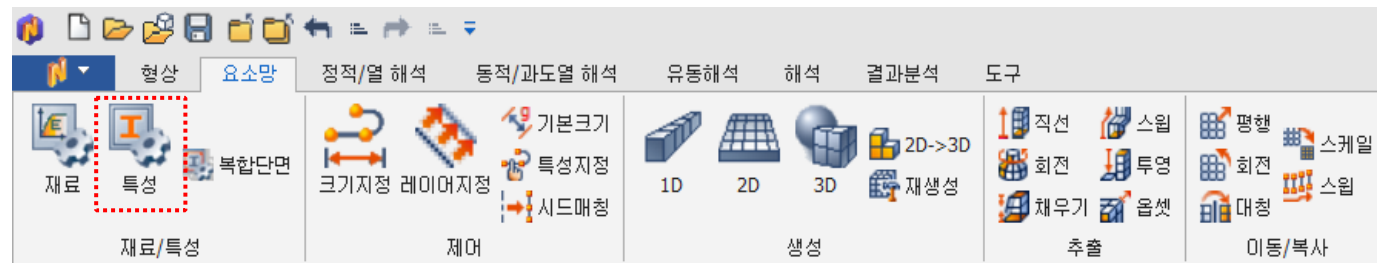 형상 요소망 정적/열 해석 동적/과도열 해석 유동해석 해석 결과분석 도구
재료 특성 복합단면
크기지정 레이어지정 기본크기
특성지정
시드매칭
1D 2D 3D 2D->3D
재생성
직선 스윕
회전 투영
채우기 옵셋
평행 스케일
회전 스윕
대칭
재료/특성 제어 생성 추출 이동/복사